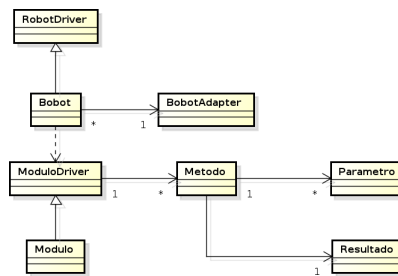 RobotDriver
Bobot
BobotAdapter
* 1
ModuloDriver
Metodo
Parametro
1 *
1 *
Modulo
Resultado
1